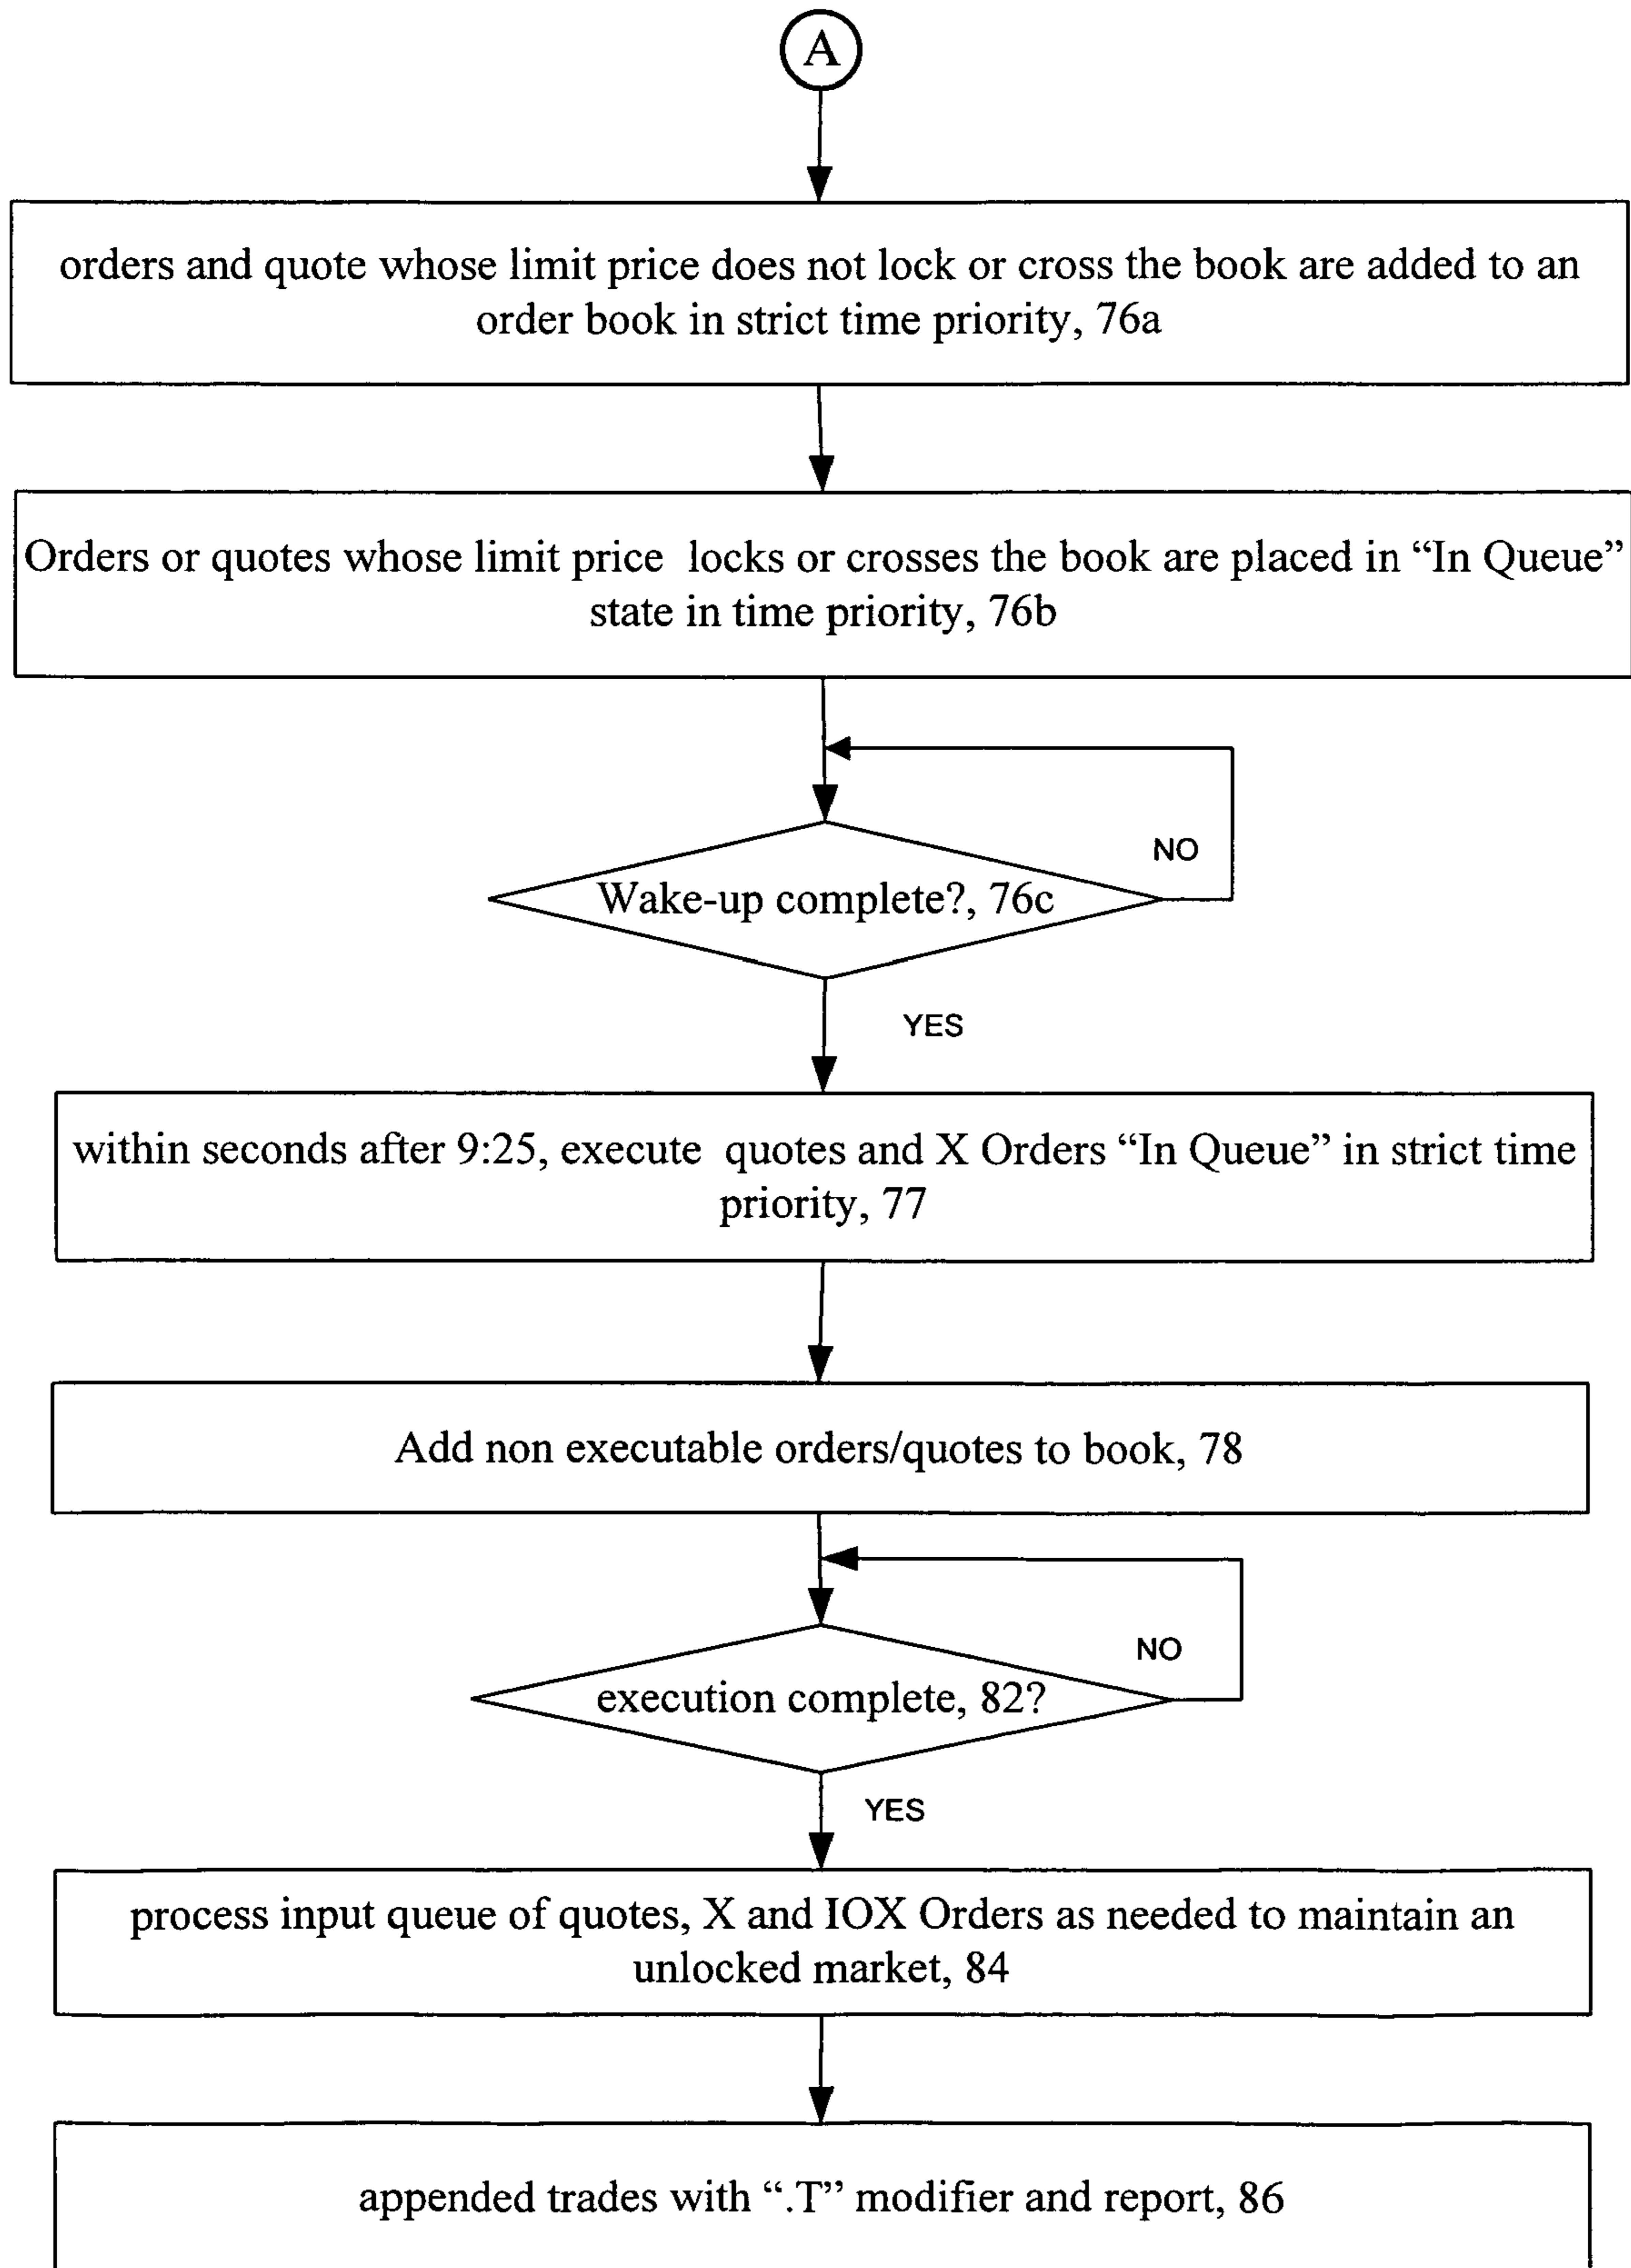 A
orders and quote whose limit price does not lock or cross the book are added to an
order book in strict time priority, 76a
Orders or quotes whose limit price locks or crosses the book are placed in “In Queue”
state in time priority, 76b
NO
Wake-up complete?, 76c
YES
within seconds after 9:25, execute quotes and X Orders “In Queue” in strict time
priority, 77
Add non executable orders/quotes to book, 78
NO
execution complete, 82?
YES
process input queue of quotes, X and IOX Orders as needed to maintain an
unlocked market, 84
appended trades with “.T” modifier and report, 86